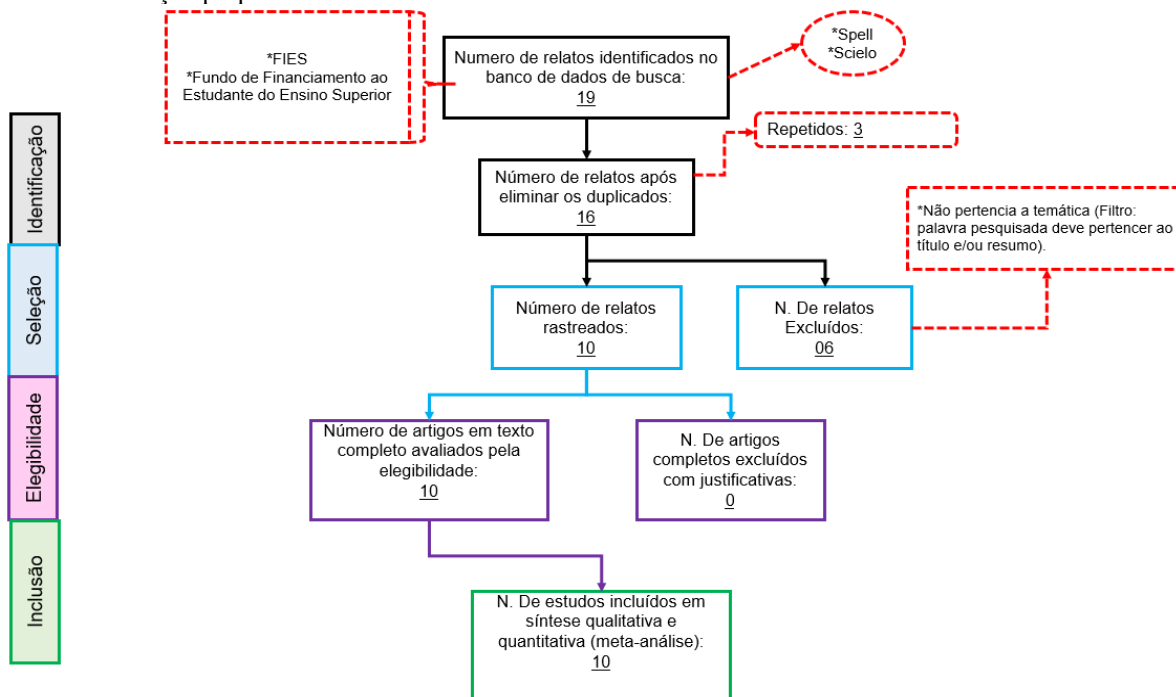 *FIES
*Fundo de Financiamento ao
Estudante do Ensino Superior
Numero de relatos identificados no
banco de dados de busca:
19
*Spell
*Scielo
Repetidos: 3
Identificação
Número de relatos após
eliminar os duplicados:
16
*Não pertencia a temática (Filtro:
palavra pesquisada deve pertencer ao
título e/ou resumo).
Seleção
Número de relatos
rastreados:
10
N. De relatos
Excluídos:
06
Elegibilidade
Número de artigos em texto
completo avaliados pela
elegibilidade:
10
N. De artigos
completos excluídos
com justificativas:
0
Inclusão
N. De estudos incluídos em
síntese qualitativa e
quantitativa (meta-análise):
10